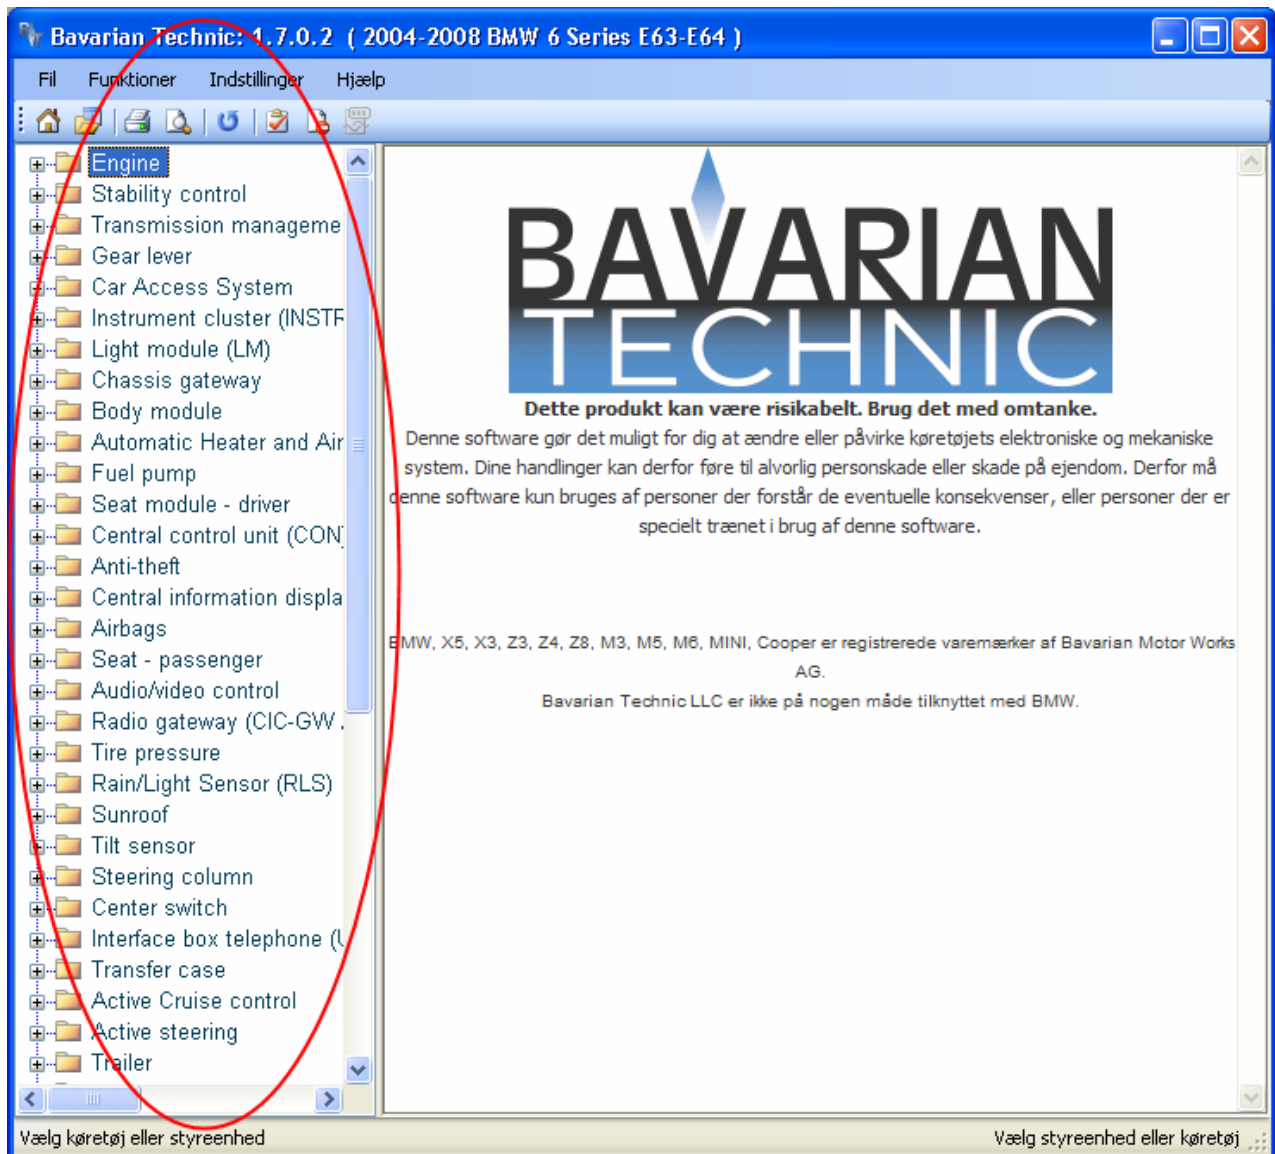 Bavarian Technic: 1.7.0.2 ( 2004-2008 BMW 6 Series E63-E64 )
Fil Funktioner Indstillinger Hjælp
Engine
Stability control
Transmission manageme
Gear lever
Car Access System
Instrument cluster (INSTR
Light module (LM)
Chassis gateway
Body module
Automatic Heater and Air
Fuel pump
Seat module - driver
Central control unit (CON
Anti-theft
Central information displa
Airbags
Seat - passenger
Audio/video control
Radio gateway (CIC-GW
Tire pressure
Rain/Light Sensor (RLS)
Sunroof
Tilt sensor
Steering column
Center switch
Interface box telephone (U
Transfer case
Active Cruise control
Active steering
Trailer
BAVARIAN
TECHNIC
Dette produkt kan være risikabelt. Brug det med omtanke.
Denne software gør det muligt for dig at ændre eller påvirke køretøjets elektroniske og mekaniske
system. Dine handlinger kan derfor føre til alvorlig personskade eller skade på ejendom. Derfor må
denne software kun bruges af personer der forstår de eventuelle konsekvenser, eller personer der er
specielt trænet i brug af denne software.
BMW, X5, X3, Z3, Z4, Z8, M3, M5, M6, MINI, Cooper er registrerede varemærker af Bavarian Motor Works
AG.
Bavarian Technic LLC er ikke på nogen måde tilknyttet med BMW.
Vælg køretøj eller styreenhed
Vælg styreenhed eller køretøj